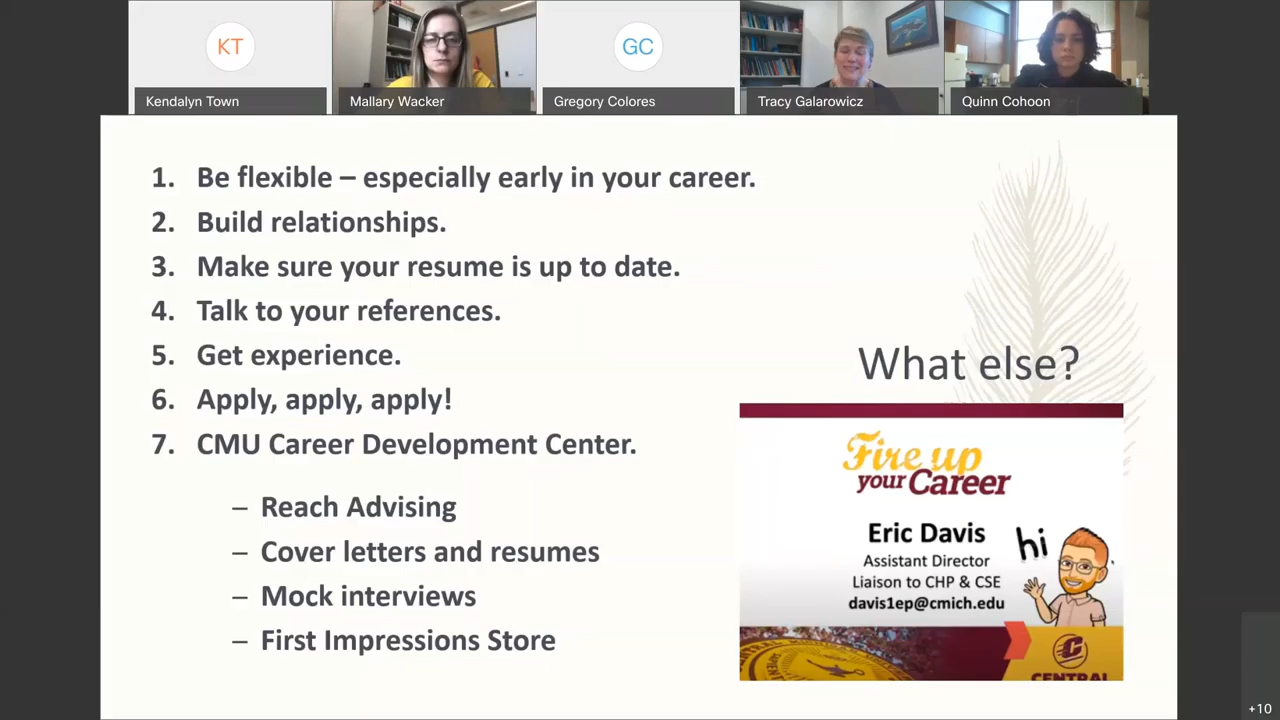 KT
GC
Kendalyn Town
Mallary Wacker
Gregory Colores
Tracy Galarowicz
Quinn Cohoon
1. Be flexible – especially early in your career.
2. Build relationships.
3. Make sure your resume is up to date.
4. Talk to your references.
5. Get experience.
6. Apply, apply, apply!
7. CMU Career Development Center.
– Reach Advising
– Cover letters and resumes
– Mock interviews
– First Impressions Store
What else?
Fire up
your Career
Eric Davis
Assistant Director
Liaison to CHP & CSE
davis1ep@cmich.edu
hi
C
CENTRAL
+10